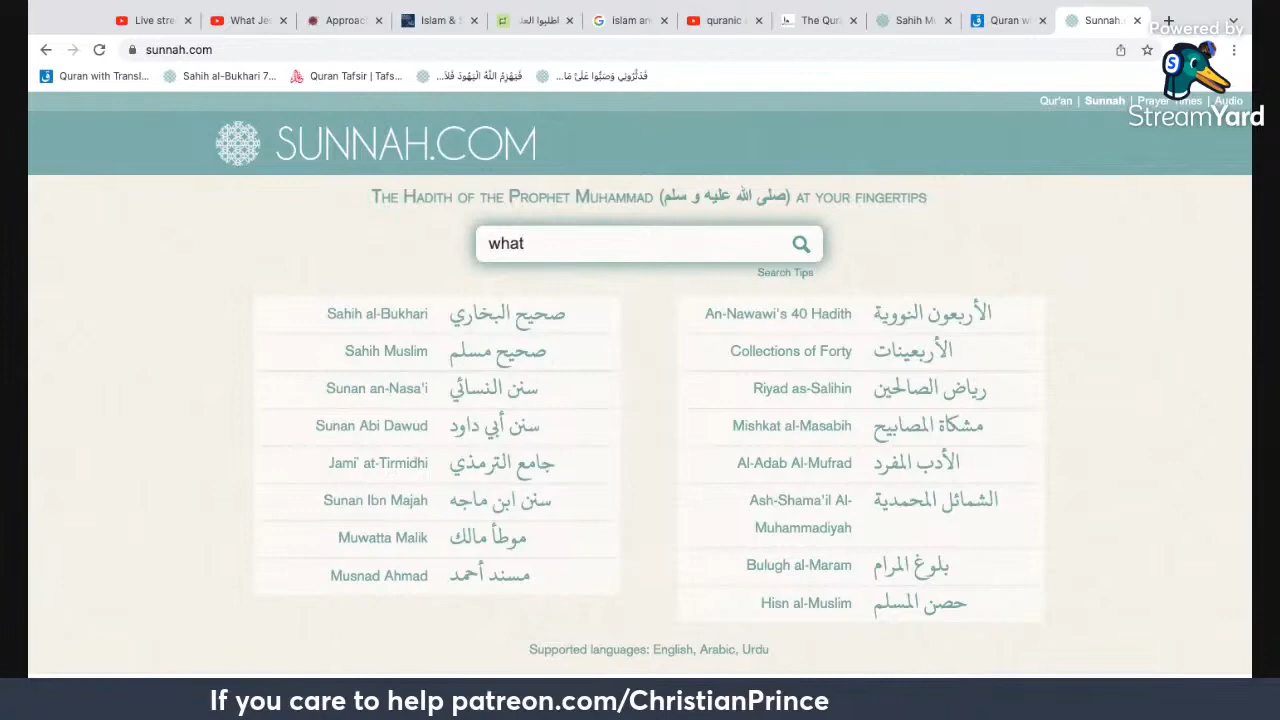 Live stre
What Je
Approac
Islam &
اطلبوا العل
islam an
quranic
The Qur
Sahih M
Quran w
Sunnah.
Powered by
sunnah.com
Quran with Transl...
Sahih al-Bukhari 7...
Quran Tafsir | Tafs...
فَيَهْزِمُ اللَّهُ الْيَهُودَ فَلاَ...
Qur'an | Sunnah | Prayer Times | Audio
StreamYard
SUNNAH.COM
The Hadith of the Prophet Muhammad (صلى الله عليه و سلم) at your fingertips
what
Search Tips
Sahih al-Bukhari صحيح البخاري
Sahih Muslim صحيح مسلم
Sunan an-Nasa'i سنن النسائي
Sunan Abi Dawud سنن أبي داود
Jami` at-Tirmidhi جامع الترمذي
Sunan Ibn Majah سنن ابن ماجه
Muwatta Malik موطأ مالك
Musnad Ahmad مسند أحمد
An-Nawawi's 40 Hadith الأربعون النووية
Collections of Forty الأربعينات
Riyad as-Salihin رياض الصالحين
Mishkat al-Masabih مشكاة المصابيح
Al-Adab Al-Mufrad الأدب المفرد
Ash-Shama'il Al- الشمائل المحمدية
Muhammadiyah
Bulugh al-Maram بلوغ المرام
Hisn al-Muslim حصن المسلم
Supported languages: English, Arabic, Urdu
If you care to help patreon.com/ChristianPrince